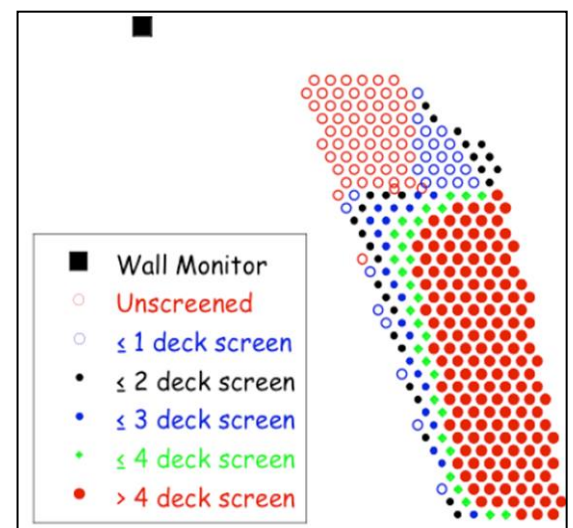 Wall Monitor
Unscreened
≤ 1 deck screen
≤ 2 deck screen
≤ 3 deck screen
≤ 4 deck screen
> 4 deck screen